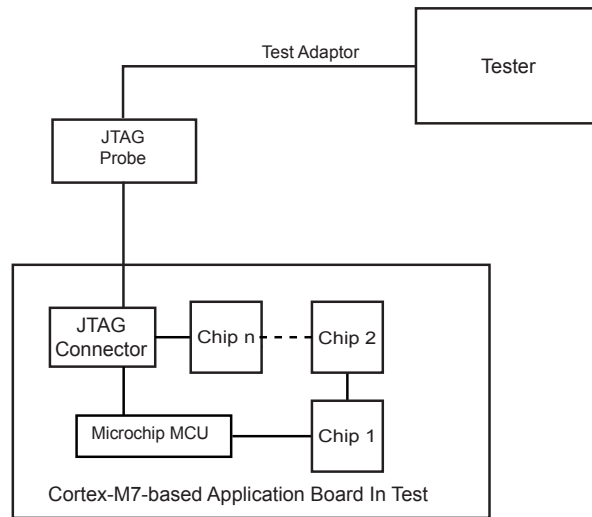 Test Adaptor
Tester
JTAG
Probe
JTAG
Connector
Chip n
Chip 2
Microchip MCU
Chip 1
Cortex-M7-based Application Board In Test